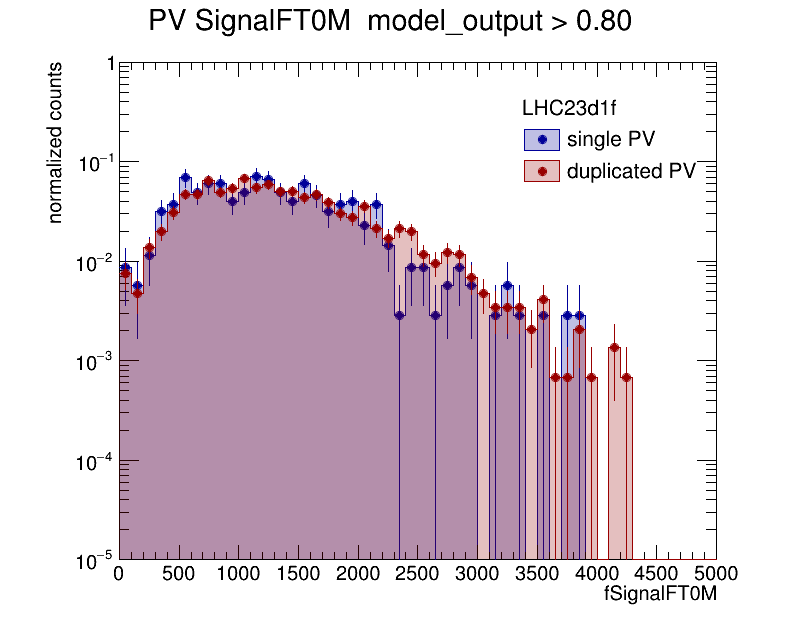 PV SignalFT0M model_output > 0.80
normalized counts
1
10⁻¹
10⁻²
10⁻³
10⁻⁴
10⁻⁵
LHC23d1f
single PV
duplicated PV
0 500 1000 1500 2000 2500 3000 3500 4000 4500 5000
fSignalFT0M